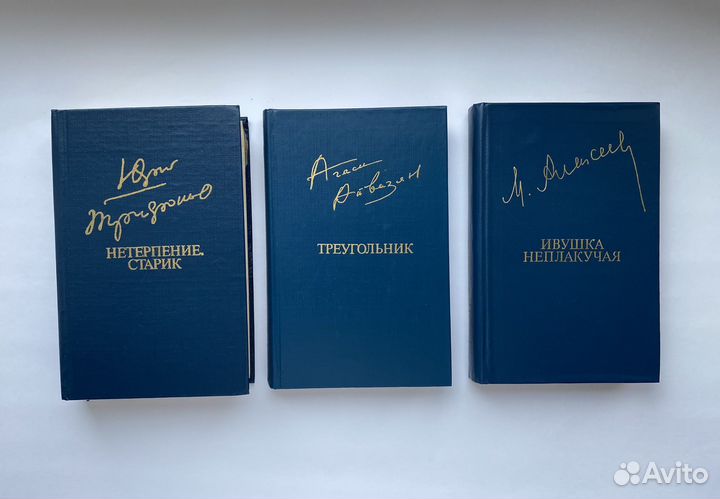 Юрий
Трифонов
НЕТЕРПЕНИЕ.
СТАРИК
Агаси
Айвазян
ТРЕУГОЛЬНИК
М. Алексеев
ИВУШКА
НЕПЛАКУЧАЯ
Avito